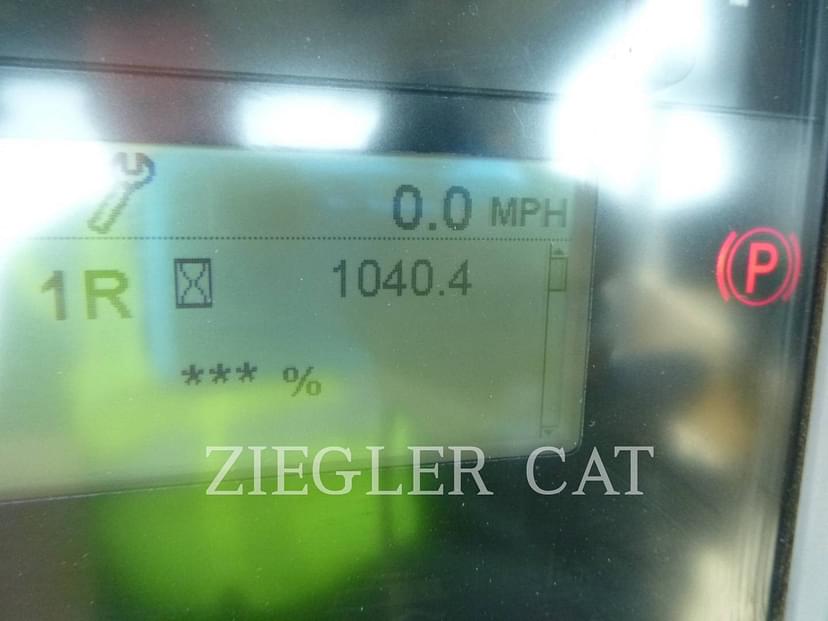 0.0 MPH
1R 1040.4
*** %
P
ZIEGLER CAT